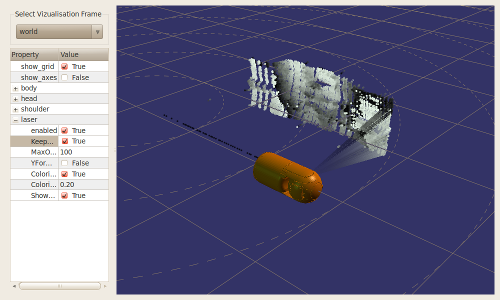 Select Vizualisation Frame
world
Property Value
show_grid True
show_axes False
body
head
shoulder
laser
enabled True
Keep... True
MaxO... 100
YFor... False
Colori... True
Colori... 0.20
Show... True